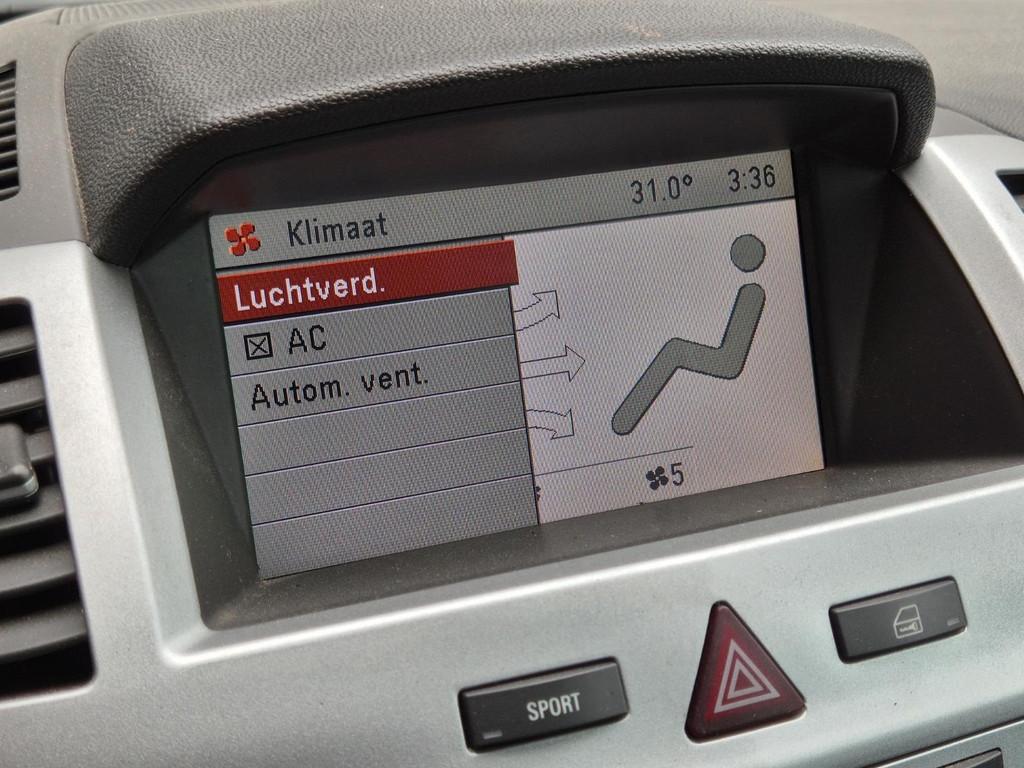 Klimaat 31.0° 3:36
Luchtverd.
AC
Autom. vent.
5
SPORT